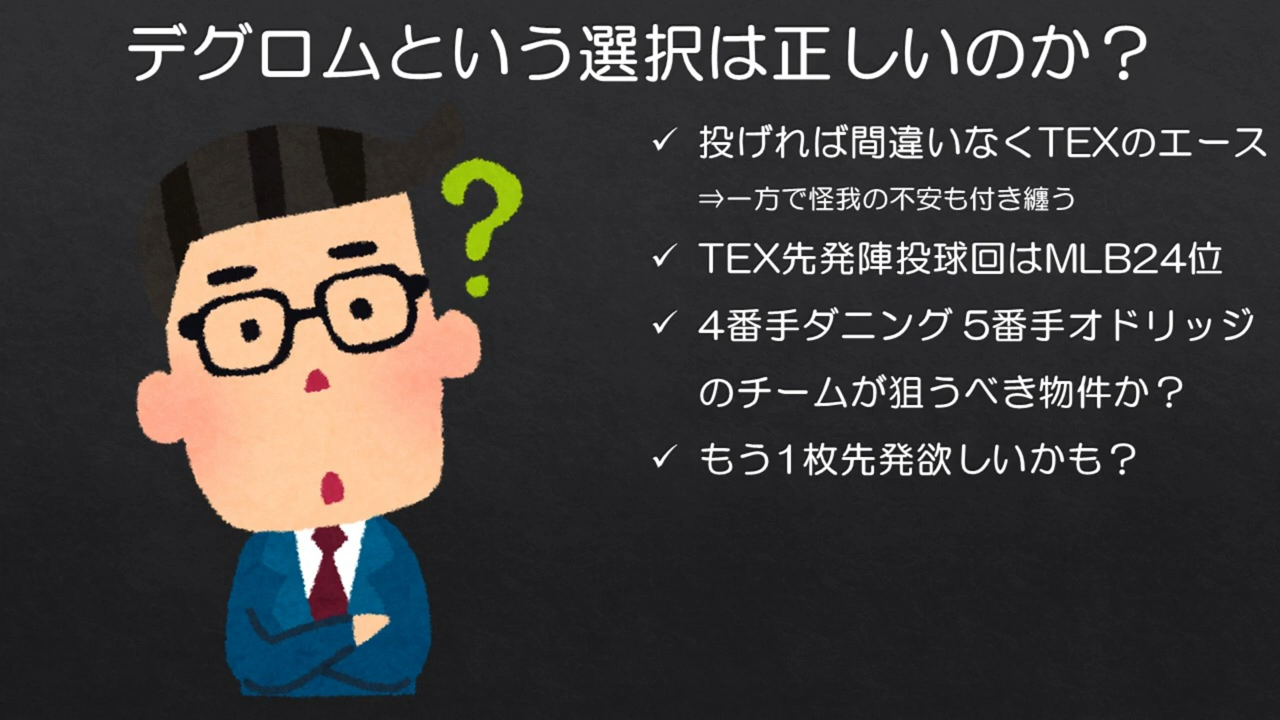 デグロムという選択は正しいのか？
✓ 投げれば間違いなくTEXのエース
⇒一方で怪我の不安も付き纏う
✓ TEX先発陣投球回はMLB24位
✓ 4番手ダニング 5番手オドリッジ
のチームが狙うべき物件か？
✓ もう1枚先発欲しいかも？